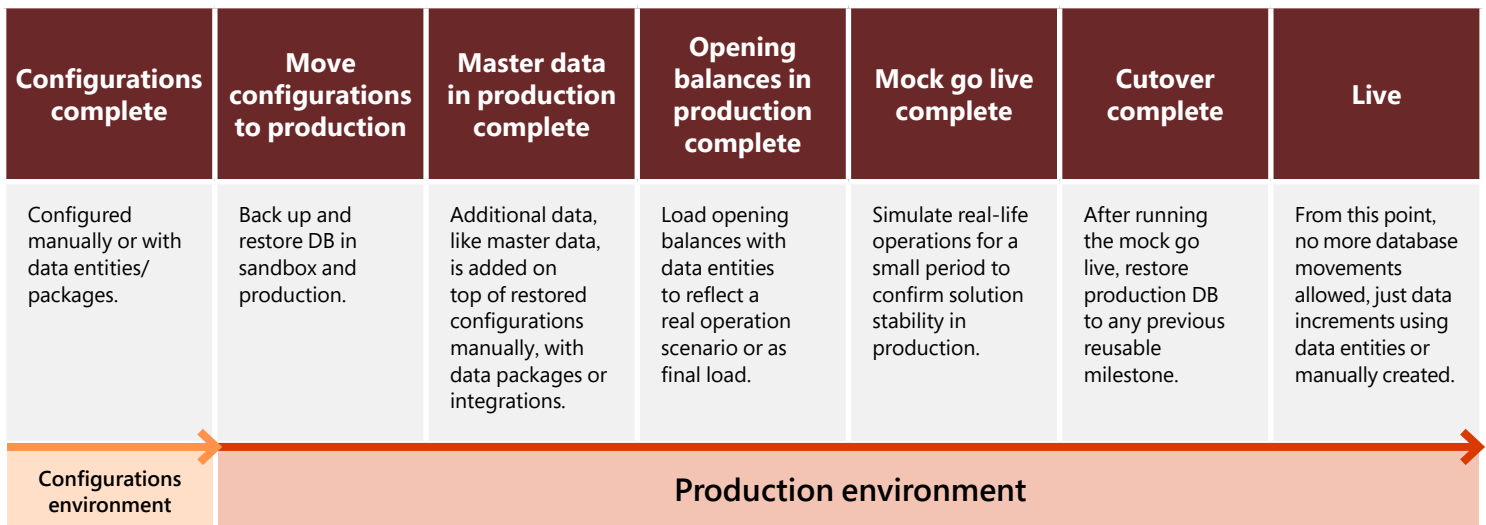 Configurations
complete
Move
configurations
to production
Master data
in production
complete
Opening
balances in
production
complete
Mock go live
complete
Cutover
complete
Live
Configured
manually or with
data entities/
packages.
Back up and
restore DB in
sandbox and
production.
Additional data,
like master data,
is added on
top of restored
configurations
manually, with
data packages or
integrations.
Load opening
balances with
data entities
to reflect a
real operation
scenario or as
final load.
Simulate real-life
operations for a
small period to
confirm solution
stability in
production.
After running
the mock go
live, restore
production DB
to any previous
reusable
milestone.
From this point,
no more database
movements
allowed, just data
increments using
data entities or
manually created.
Configurations
environment
Production environment